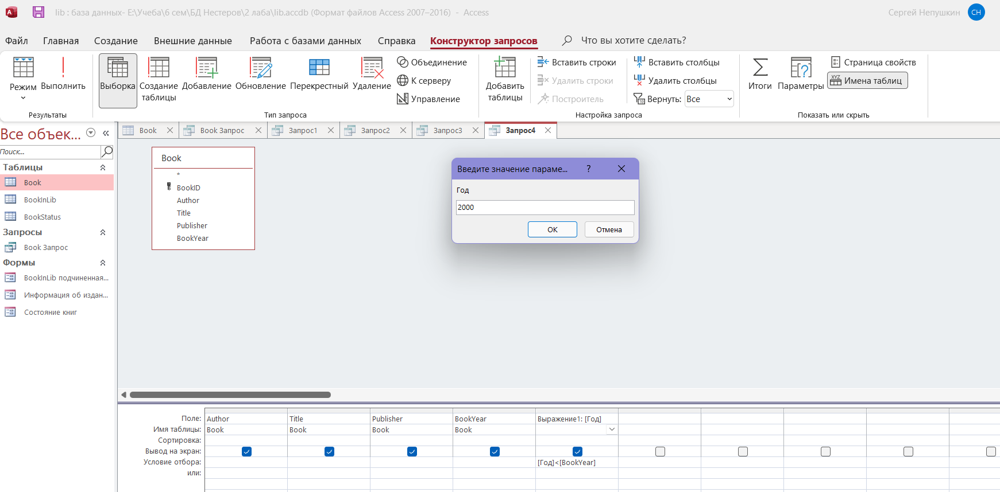 lib : база данных- E:\Учеба\6 сем\БД Нестеров\2 лаба\lib.accdb (Формат файлов Access 2007–2016) - Access
Сергей Непушкин
СН
Файл
Главная
Создание
Внешние данные
Работа с базами данных
Справка
Конструктор запросов
Что вы хотите сделать?
Режим
Выполнить
Результаты
Выборка
Создание таблицы
Добавление
Обновление
Перекрестный
Удаление
Объединение
К серверу
Управление
Тип запроса
Добавить таблицы
Вставить строки
Удалить строки
Построитель
Вставить столбцы
Удалить столбцы
Вернуть: Все
Настройка запроса
Итоги
Параметры
Страница свойств
XYZ
Имена таблиц
Показать или скрыть
Все объек...
Поиск...
Таблицы
Book
BookInLib
BookStatus
Запросы
Book Запрос
Формы
BookInLib подчиненная...
Информация об издан...
Состояние книг
Book
Book Запрос
Запрос1
Запрос2
Запрос3
Запрос4
Book
*
BookID
Author
Title
Publisher
BookYear
Введите значение параме... ?
Год
2000
ОК
Отмена
Поле: Author Title Publisher BookYear Выражение1: [Год]
Имя таблицы: Book Book Book Book
Сортировка:
Вывод на экран:
Условие отбора: [Год]<[BookYear]
или: